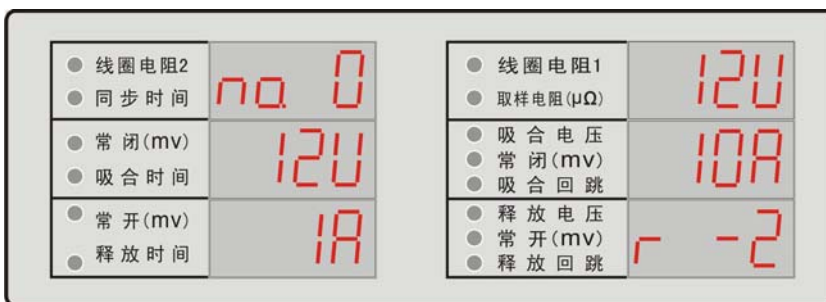 线圈电阻2
同步时间
no. 0
常闭(mv)
吸合时间
12U
常开(mv)
释放时间
1A
线圈电阻1
取样电阻(μΩ)
12U
吸合电压
常闭(mv)
吸合回跳
10A
释放电压
常开(mv)
释放回跳
r -2